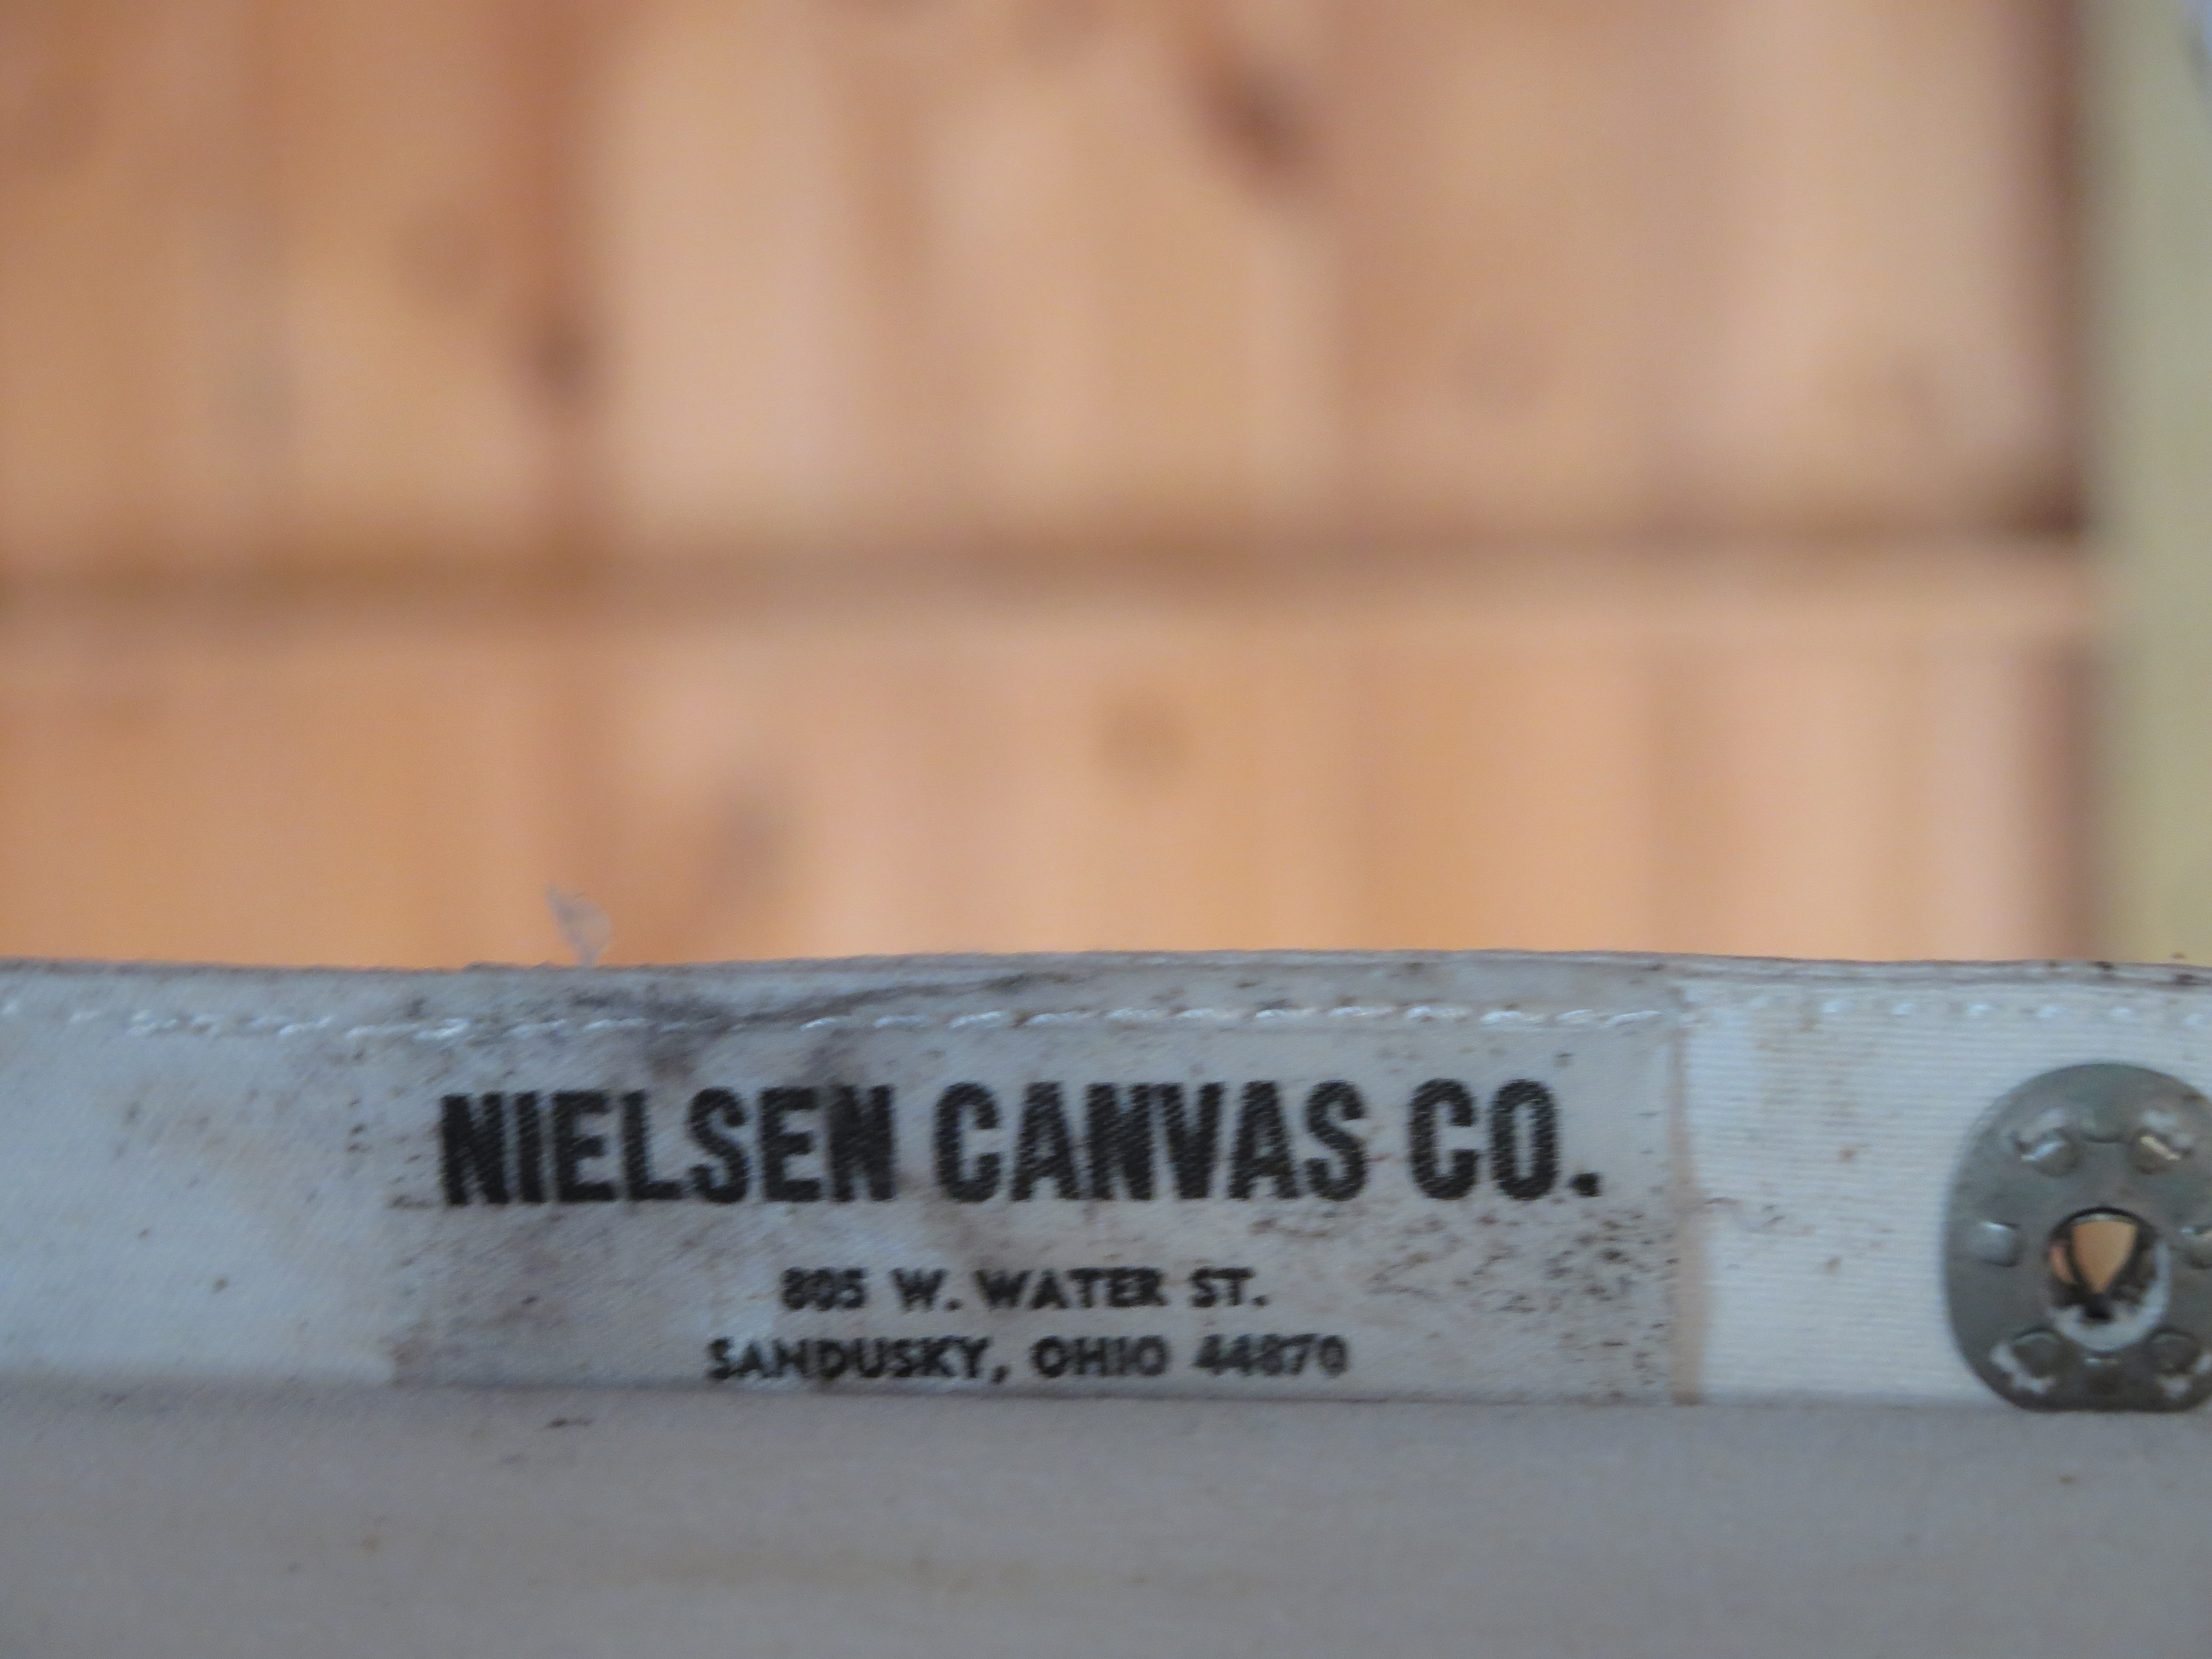 NIELSEN CANVAS CO.
805 W. WATER ST.
SANDUSKY, OHIO 44870